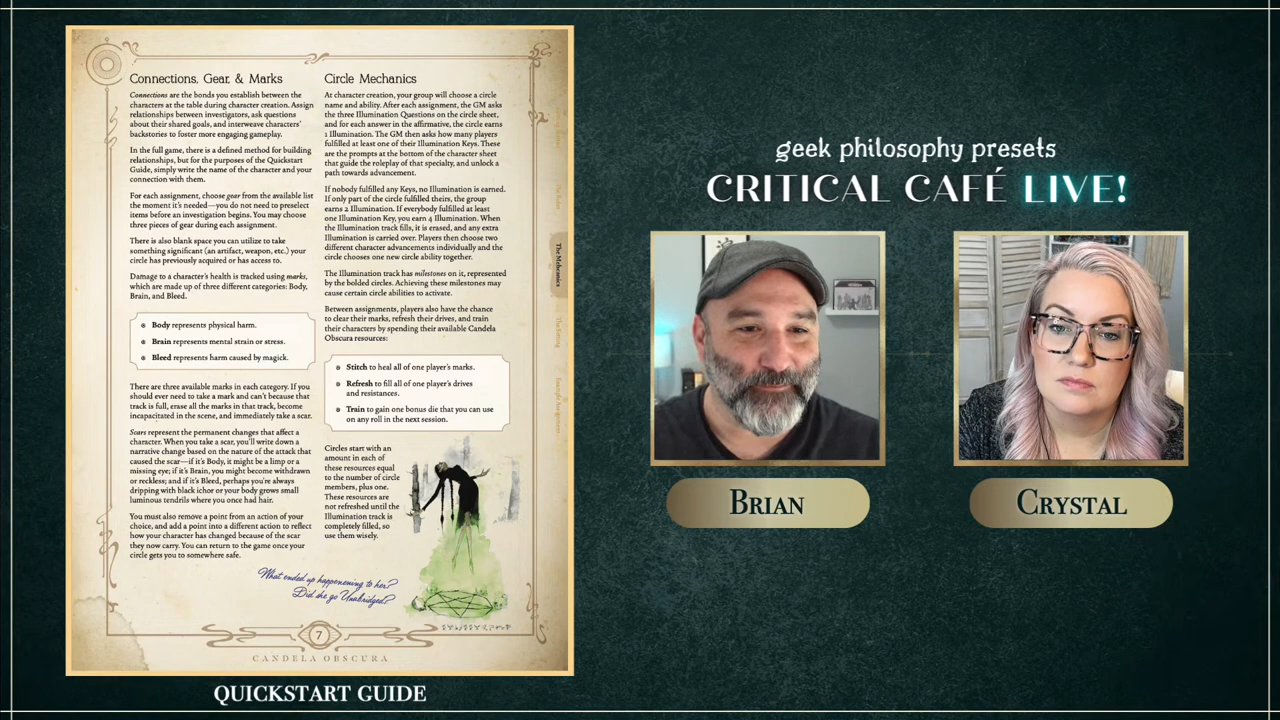 Connections, Gear, & Marks
Connections are the bonds you establish between the
characters at the table during character creation. Assign
relationships between investigators, ask questions
about their shared goals, and interweave characters'
backstories to foster more engaging gameplay.
In the full game, there is a defined method for building
relationships, but for the purposes of the Quickstart
Guide, simply write the name of the character and your
connection with them.
For each assignment, choose gear from the available list
the moment it's needed—you do not need to preselect
items before an investigation begins. You may choose
three pieces of gear during each assignment.
There is also blank space you can utilize to take
something significant (an artifact, weapon, etc.) your
circle has previously acquired or has access to.
Damage to a character's health is tracked using marks,
which are made up of three different categories: Body,
Brain, and Bleed.
Body represents physical harm.
Brain represents mental strain or stress.
Bleed represents harm caused by magick.
There are three available marks in each category. If you
should ever need to take a mark and can't because that
track is full, erase all the marks in that track, become
incapacitated in the scene, and immediately take a scar.
Scars represent the permanent changes that affect a
character. When you take a scar, you'll write down a
narrative change based on the nature of the attack that
caused the scar—if it's Body, it might be a limp or a
missing eye; if it's Brain, you might become withdrawn
or reckless; and if it's Bleed, perhaps you're always
dripping with black ichor or your body grows small
luminous tendrils where you once had hair.
You must also remove a point from an action of your
choice, and add a point into a different action to reflect
how your character has changed because of the scar
they now carry. You can return to the game once your
circle gets you to somewhere safe.
Circle Mechanics
At character creation, your group will choose a circle
name and ability. After each assignment, the GM asks
the three Illumination Questions on the circle sheet,
and for each answer in the affirmative, the circle earns
1 Illumination. The GM then asks how many players
fulfilled at least one of their Illumination Keys. These
are the prompts at the bottom of the character sheet
that guide the roleplay of that specialty, and unlock a
path towards advancement.
If nobody fulfilled any Keys, no Illumination is earned.
If only part of the circle fulfilled theirs, the group
earns 2 Illumination. If everybody fulfilled at least
one Illumination Key, you earn 4 Illumination. When
the Illumination track fills, it is erased, and any extra
Illumination is carried over. Players then choose two
different character advancements individually and the
circle chooses one new circle ability together.
The Illumination track has milestones on it, represented
by the bolded circles. Achieving these milestones may
cause certain circle abilities to activate.
Between assignments, players also have the chance
to clear their marks, refresh their drives, and train
their characters by spending their available Candela
Obscura resources:
Stitch to heal all of one player's marks.
Refresh to fill all of one player's drives
and resistances.
Train to gain one bonus die that you can use
on any roll in the next session.
Circles start with an
amount in each of
these resources equal
to the number of circle
members, plus one.
These resources are
not refreshed until the
Illumination track is
completely filled, so
use them wisely.
What ended up happenening to her?
Did she go Unabridged?
The Mechanics
7
CANDELA OBSCURA
QUICKSTART GUIDE
geek philosophy presets
CRITICAL CAFÉ LIVE!
BRIAN
CRYSTAL